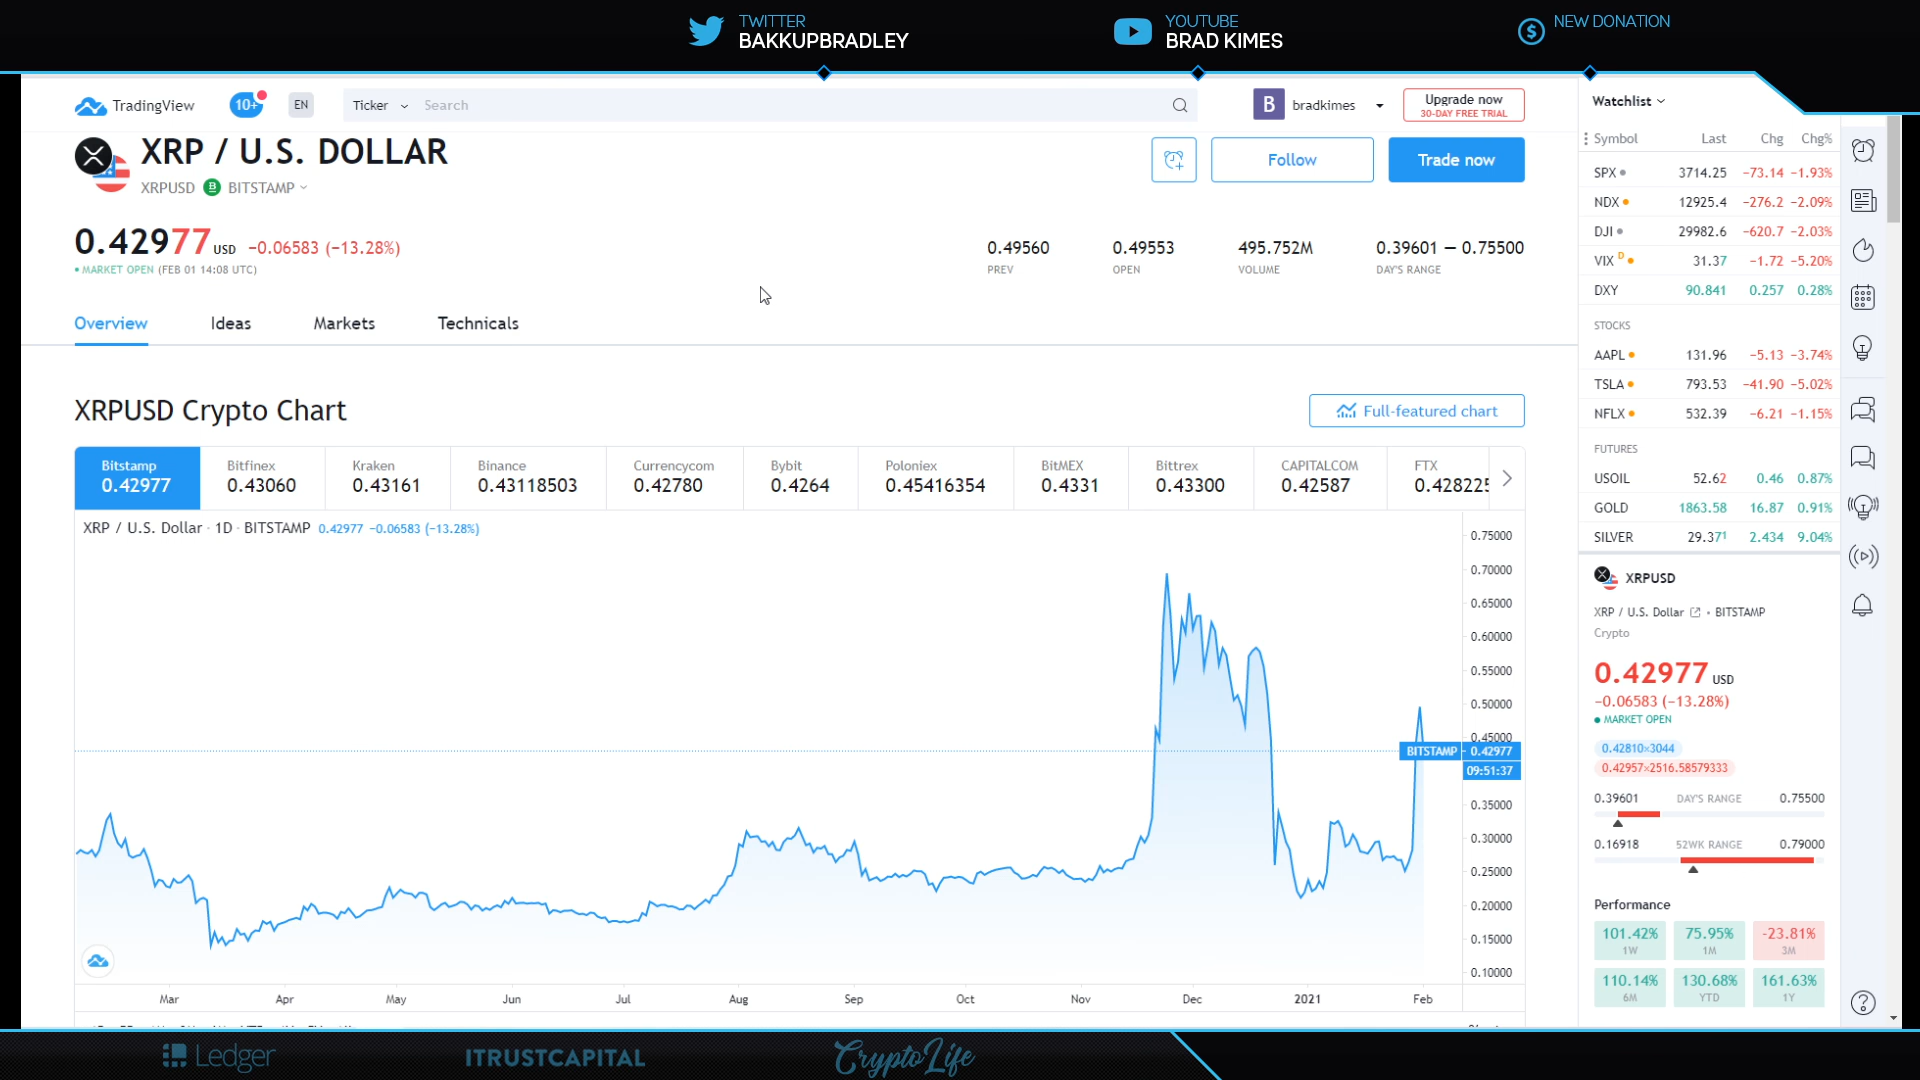 TWITTER
BAKKUPBRADLEY
YOUTUBE
BRAD KIMES
NEW DONATION
TradingView
10+
EN
Ticker
Search
B
bradkimes
Upgrade now
30-DAY FREE TRIAL
XRP / U.S. DOLLAR
XRPUSD
BITSTAMP
Follow
Trade now
0.42977 USD −0.06583 (−13.28%)
MARKET OPEN (FEB 01 14:08 UTC)
0.49560
PREV
0.49553
OPEN
495.752M
VOLUME
0.39601 — 0.75500
DAY'S RANGE
Overview
Ideas
Markets
Technicals
XRPUSD Crypto Chart
Full-featured chart
Bitstamp
0.42977
Bitfinex
0.43060
Kraken
0.43161
Binance
0.43118503
Currencycom
0.42780
Bybit
0.4264
Poloniex
0.45416354
BitMEX
0.4331
Bittrex
0.43300
CAPITALCOM
0.42587
FTX
0.428225
XRP / U.S. Dollar · 1D · BITSTAMP 0.42977 −0.06583 (−13.28%)
0.75000
0.70000
0.65000
0.60000
0.55000
0.50000
0.45000
BITSTAMP 0.42977
09:51:37
0.35000
0.30000
0.25000
0.20000
0.15000
0.10000
Mar Apr May Jun Jul Aug Sep Oct Nov Dec 2021 Feb
Watchlist
Symbol Last Chg Chg%
SPX 3714.25 −73.14 −1.93%
NDX 12925.4 −276.2 −2.09%
DJI 29982.6 −620.7 −2.03%
VIX D 31.37 −1.72 −5.20%
DXY 90.841 0.257 0.28%
STOCKS
AAPL 131.96 −5.13 −3.74%
TSLA 793.53 −41.90 −5.02%
NFLX 532.39 −6.21 −1.15%
FUTURES
USOIL 52.62 0.46 0.87%
GOLD 1863.58 16.87 0.91%
SILVER 29.371 2.434 9.04%
XRPUSD
XRP / U.S. Dollar • BITSTAMP
Crypto
0.42977 USD
−0.06583 (−13.28%)
MARKET OPEN
0.42810×3044
0.42957×2516.58579333
0.39601 DAY'S RANGE 0.75500
0.16918 52WK RANGE 0.79000
Performance
101.42% 75.95% -23.81%
1W 1M 3M
110.14% 130.68% 161.63%
6M YTD 1Y
Ledger
ITRUSTCAPITAL
CryptoLife